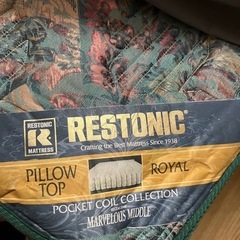 RESTONIC
MATTRESS
RESTONIC
Crafting the Best Mattress Since 1938
PILLOW TOP
ROYAL
POCKET COIL COLLECTION
MARVELOUS MIDDLE